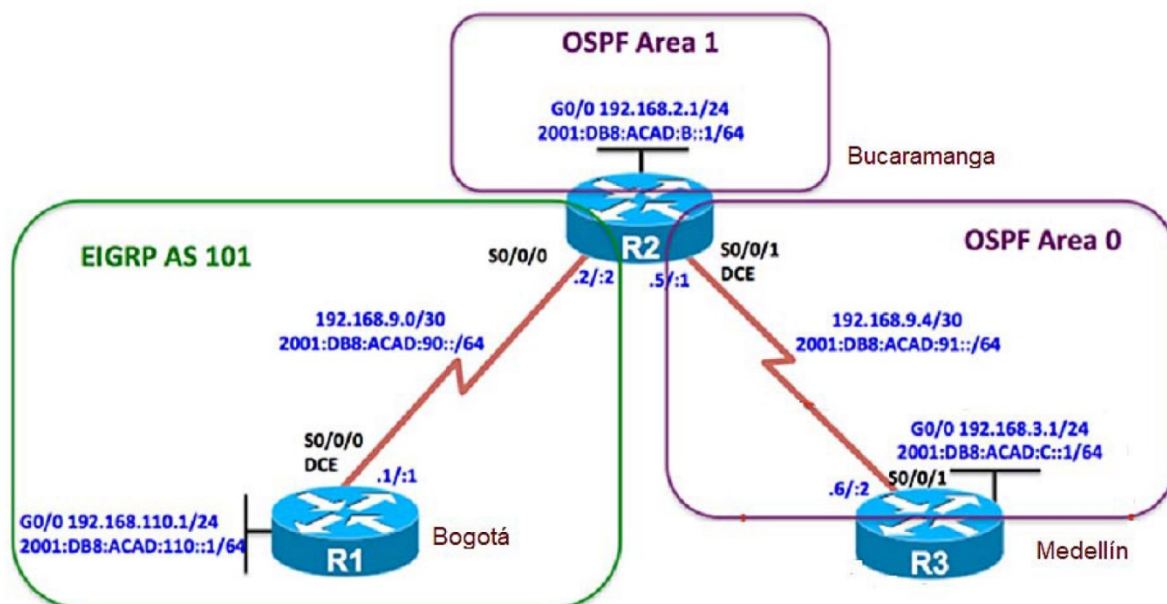 OSPF Area 1
G0/0 192.168.2.1/24
2001:DB8:ACAD:B::1/64
Bucaramanga
R2
EIGRP AS 101
S0/0/0
.2/:2
192.168.9.0/30
2001:DB8:ACAD:90::/64
S0/0/0
DCE
.1/:1
G0/0 192.168.110.1/24
2001:DB8:ACAD:110::1/64
R1
Bogotá
OSPF Area 0
S0/0/1
DCE
.5/:1
192.168.9.4/30
2001:DB8:ACAD:91::/64
G0/0 192.168.3.1/24
2001:DB8:ACAD:C::1/64
.6/:2
S0/0/1
R3
Medellín